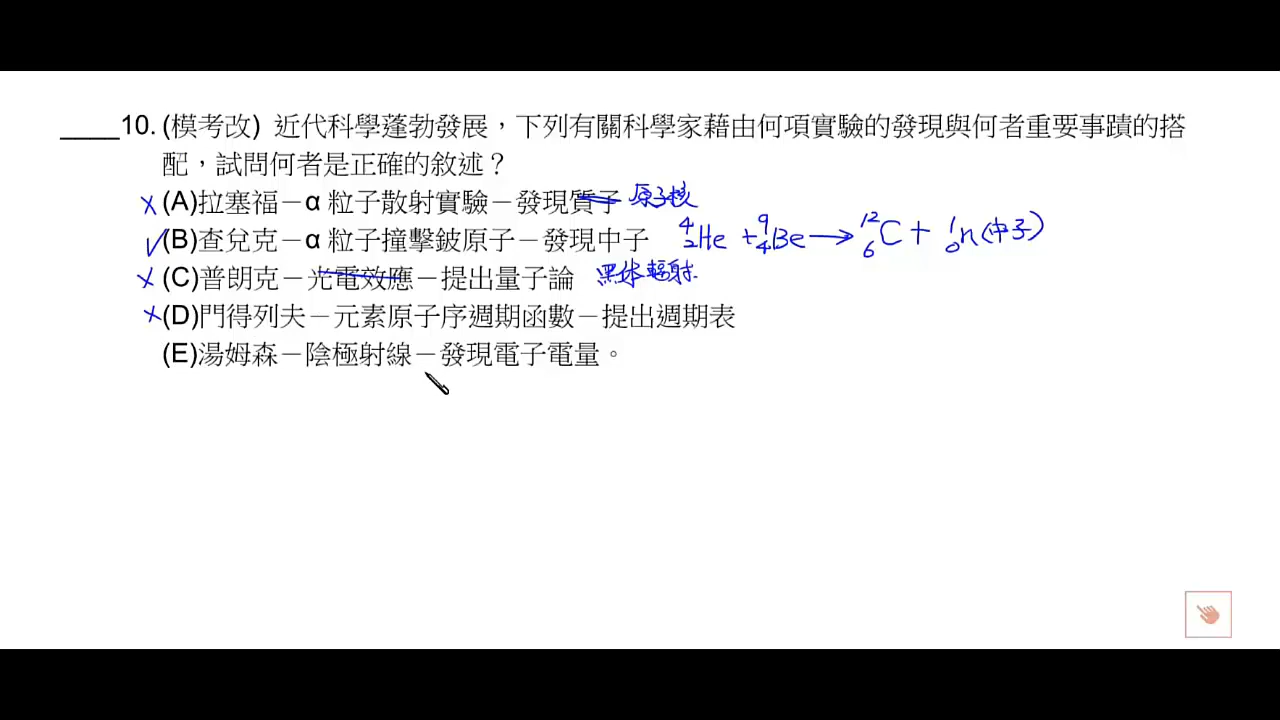 ____10. (模考改) 近代科學蓬勃發展，下列有關科學家藉由何項實驗的發現與何者重要事蹟的搭
配，試問何者是正確的敘述？
×(A)拉塞福－α 粒子散射實驗－發現質子 原子核
✓(B)查兌克－α 粒子撞擊鈹原子－發現中子 ⁴₂He + ⁹₄Be → ¹²₆C + ¹₀n (中子)
×(C)普朗克－光電效應－提出量子論 黑体輻射
×(D)門得列夫－元素原子序週期函數－提出週期表
(E)湯姆森－陰極射線－發現電子電量。